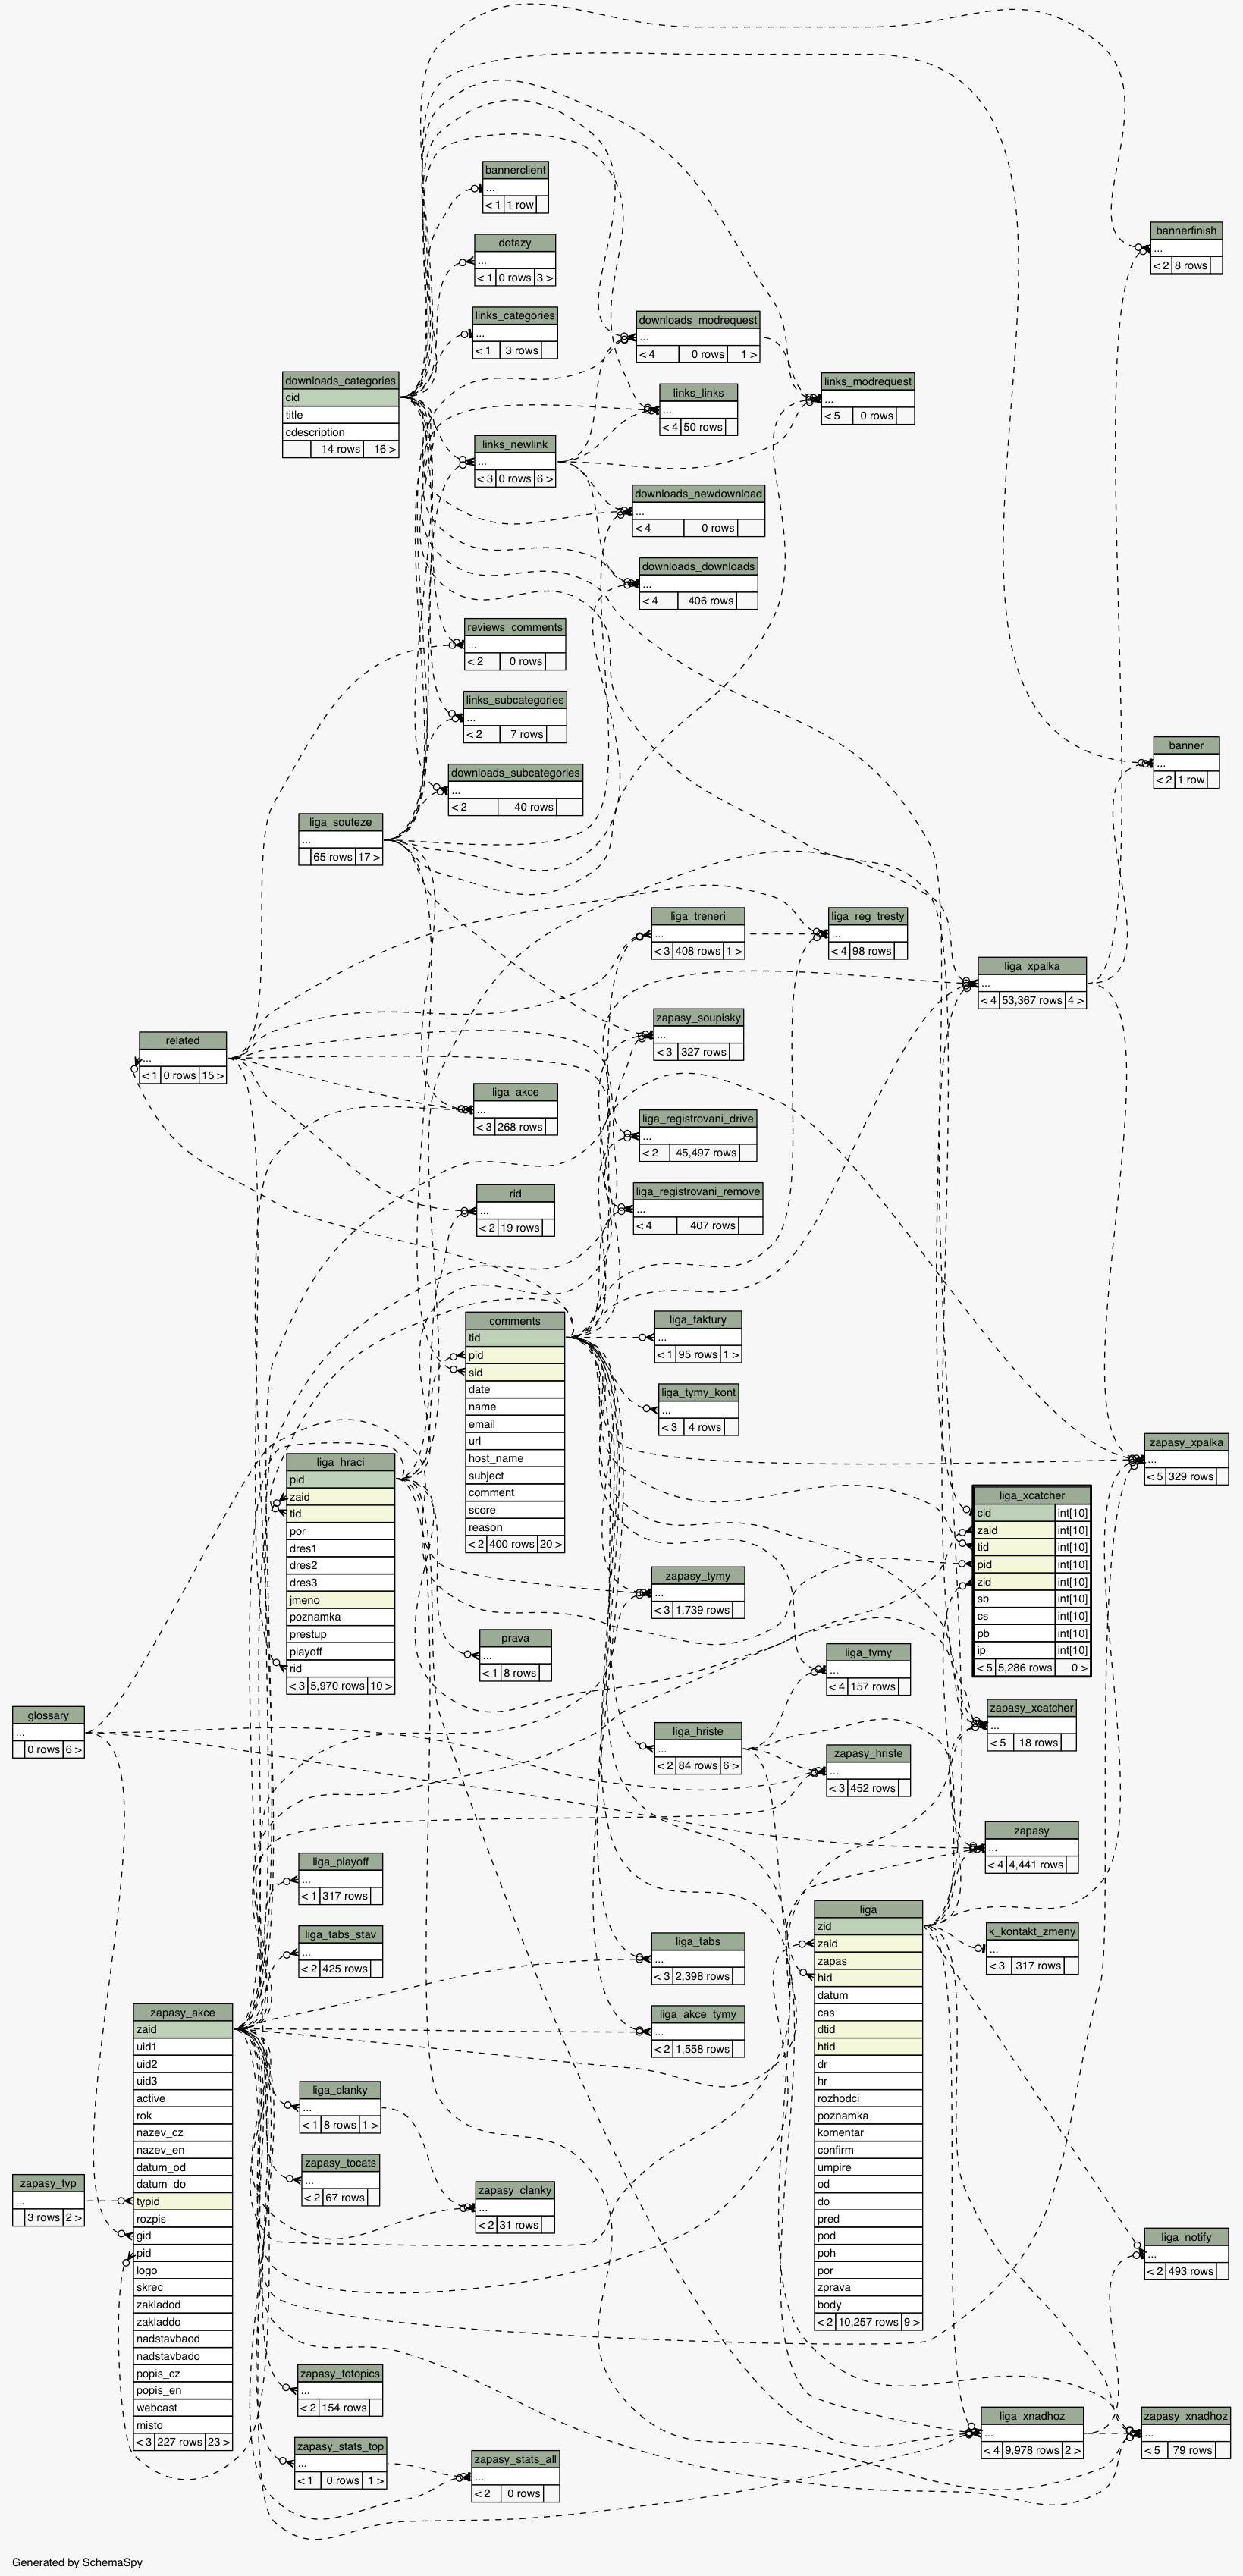 bannerclient
...
< 1 1 row
dotazy
...
< 1 0 rows 3 >
bannerfinish
...
< 2 8 rows
links_categories
...
< 1 3 rows
downloads_modrequest
...
< 4 0 rows 1 >
downloads_categories
cid
title
cdescription
14 rows 16 >
links_modrequest
...
< 5 0 rows
links_links
...
< 4 50 rows
links_newlink
...
< 3 0 rows 6 >
downloads_newdownload
...
< 4 0 rows
downloads_downloads
...
< 4 406 rows
reviews_comments
...
< 2 0 rows
links_subcategories
...
< 2 7 rows
banner
...
< 2 1 row
downloads_subcategories
...
< 2 40 rows
liga_souteze
...
65 rows 17 >
liga_treneri
...
< 3 408 rows 1 >
liga_reg_tresty
...
< 4 98 rows
liga_xpalka
...
< 4 53,367 rows 4 >
zapasy_soupisky
...
< 3 327 rows
related
...
< 1 0 rows 15 >
liga_akce
...
< 3 268 rows
liga_registrovani_drive
...
< 2 45,497 rows
rid
...
< 2 19 rows
liga_registrovani_remove
...
< 4 407 rows
comments
tid
pid
sid
date
name
email
url
host_name
subject
comment
score
reason
< 2 400 rows 20 >
liga_faktury
...
< 1 95 rows 1 >
liga_tymy_kont
...
< 3 4 rows
zapasy_xpalka
...
< 5 329 rows
liga_hraci
pid
zaid
tid
por
dres1
dres2
dres3
jmeno
poznamka
prestup
playoff
rid
< 3 5,970 rows 10 >
liga_xcatcher
cid int[10]
zaid int[10]
tid int[10]
pid int[10]
zid int[10]
sb int[10]
cs int[10]
pb int[10]
ip int[10]
< 5 5,286 rows 0 >
zapasy_tymy
...
< 3 1,739 rows
prava
...
< 1 8 rows
liga_tymy
...
< 4 157 rows
glossary
...
0 rows 6 >
liga_hriste
...
< 2 84 rows 6 >
zapasy_xcatcher
...
< 5 18 rows
zapasy_hriste
...
< 3 452 rows
zapasy
...
< 4 4,441 rows
liga_playoff
...
< 1 317 rows
liga
zid
zaid
zapas
hid
datum
cas
dtid
htid
dr
hr
rozhodci
poznamka
komentar
confirm
umpire
od
do
pred
pod
poh
por
zprava
body
< 2 10,257 rows 9 >
k_kontakt_zmeny
...
< 3 317 rows
liga_tabs_stav
...
< 2 425 rows
liga_tabs
...
< 3 2,398 rows
zapasy_akce
zaid
uid1
uid2
uid3
active
rok
nazev_cz
nazev_en
datum_od
datum_do
typid
rozpis
gid
pid
logo
skrec
zakladod
zakladdo
nadstavbaod
nadstavbado
popis_cz
popis_en
webcast
misto
< 3 227 rows 23 >
liga_akce_tymy
...
< 2 1,558 rows
liga_clanky
...
< 1 8 rows 1 >
zapasy_tocats
...
< 2 67 rows
zapasy_typ
...
3 rows 2 >
zapasy_clanky
...
< 2 31 rows
liga_notify
...
< 2 493 rows
zapasy_totopics
...
< 2 154 rows
liga_xnadhoz
...
< 4 9,978 rows 2 >
zapasy_xnadhoz
...
< 5 79 rows
zapasy_stats_top
...
< 1 0 rows 1 >
zapasy_stats_all
...
< 2 0 rows
Generated by SchemaSpy